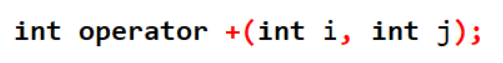 int operator +(int i, int j);